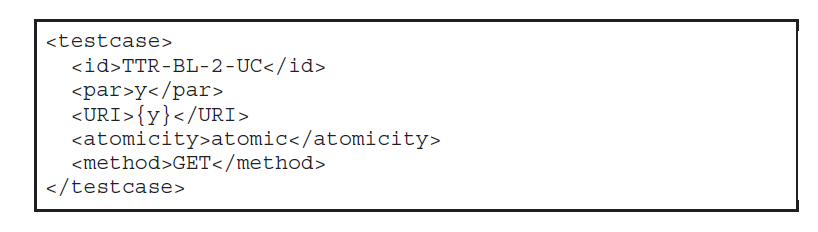 <testcase>
  <id>TTR-BL-2-UC</id>
  <par>y</par>
  <URI>{y}</URI>
  <atomicity>atomic</atomicity>
  <method>GET</method>
</testcase>